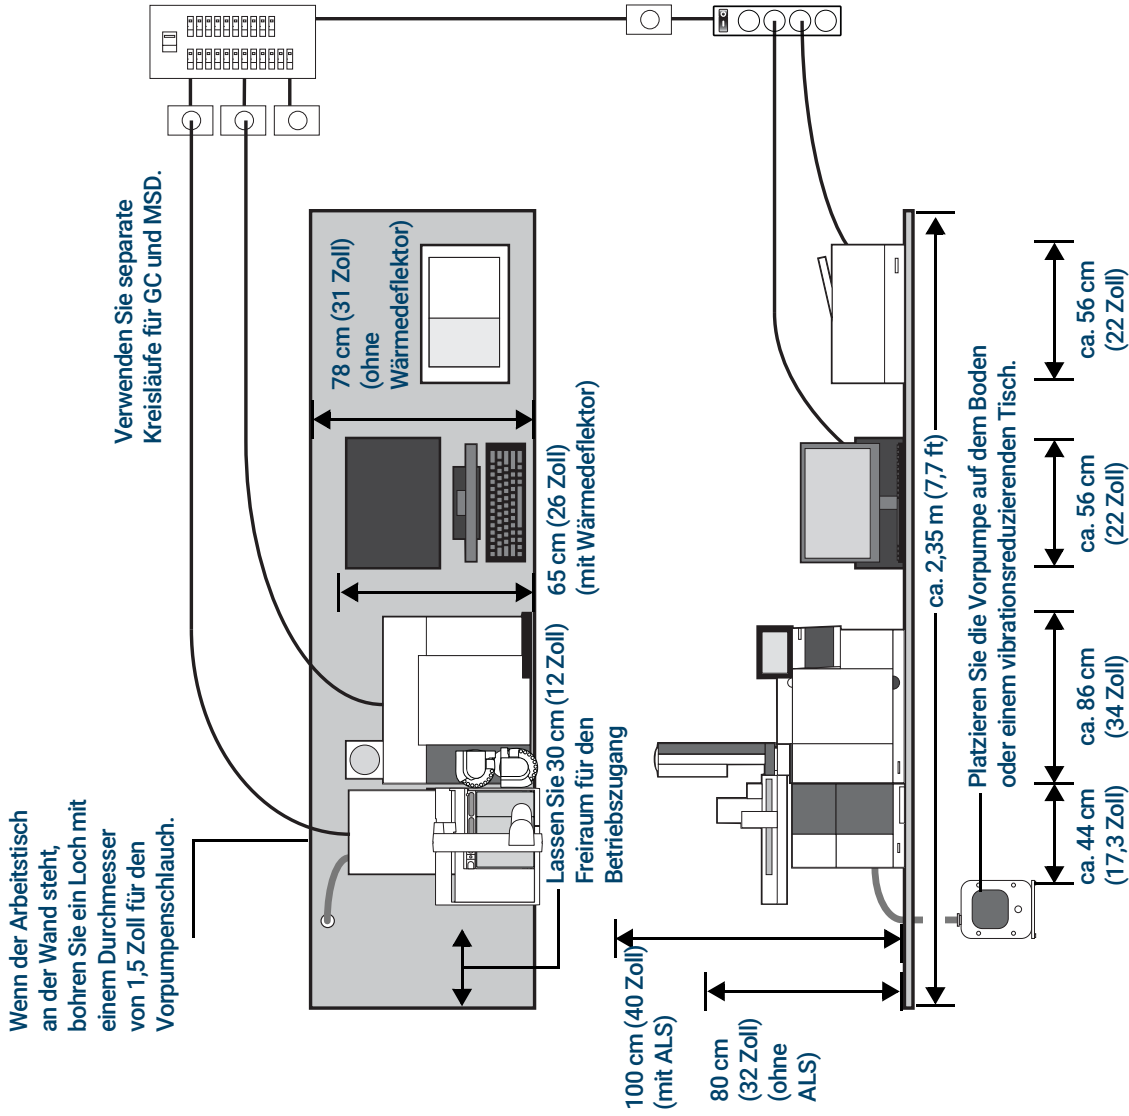 Wenn der Arbeitstisch
an der Wand steht,
bohren Sie ein Loch mit
einem Durchmesser
von 1,5 Zoll für den
Vorpumpenschlauch.
Verwenden Sie separate
Kreisläufe für GC und MSD.
78 cm (31 Zoll)
(ohne
Wärmedeflektor)
65 cm (26 Zoll)
(mit Wärmedeflektor)
Lassen Sie 30 cm (12 Zoll)
Freiraum für den
Betriebszugang
100 cm (40 Zoll)
(mit ALS)
80 cm
(32 Zoll)
(ohne
ALS)
ca. 2,35 m (7,7 ft)
Platzieren Sie die Vorpumpe auf dem Boden
oder einem vibrationsreduzierenden Tisch.
ca. 44 cm
(17,3 Zoll)
ca. 86 cm
(34 Zoll)
ca. 56 cm
(22 Zoll)
ca. 56 cm
(22 Zoll)